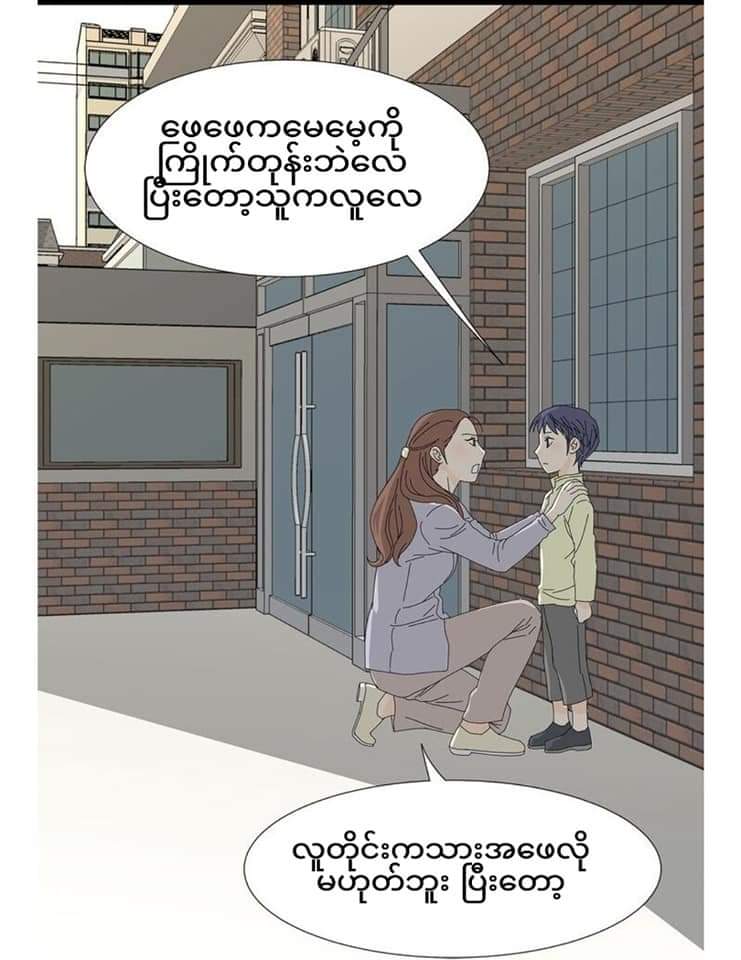 ဖေဖေကမေမေ့ကို
ကြိုက်တုန်းဘဲလေ
ပြီးတော့သူကလူလေ
လူတိုင်းကသားအဖေလို
မဟုတ်ဘူး ပြီးတော့